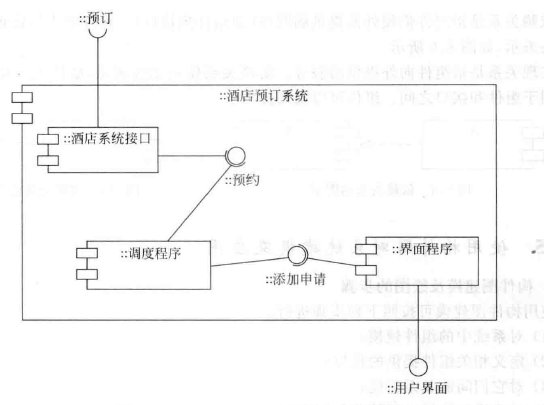 ::预订
::酒店预订系统
::酒店系统接口
::预约
::调度程序
::界面程序
::添加申请
::用户界面